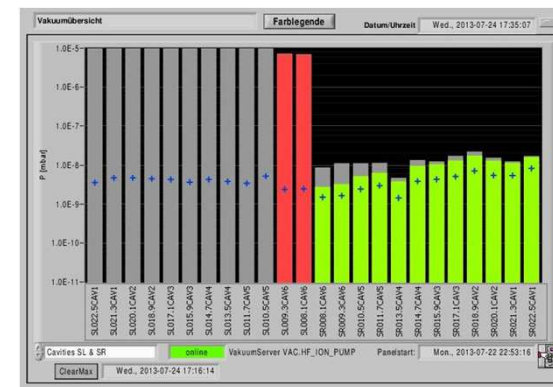 Vakuumübersicht
Farblegende
Datum/Uhrzeit
Wed., 2013-07-24 17:35:07
1.0E-5
1.0E-6
1.0E-7
1.0E-8
1.0E-9
1.0E-10
1.0E-11
P [mbar]
SL022.5CAV1
SL021.3CAV1
SL020.1CAV2
SL018.9CAV2
SL017.1CAV3
SL015.9CAV3
SL014.7CAV4
SL013.5CAV4
SL011.7CAV5
SL010.5CAV5
SL009.3CAV6
SL008.1CAV6
SR008.1CAV6
SR009.3CAV6
SR010.5CAV5
SR011.7CAV5
SR013.5CAV4
SR014.7CAV4
SR015.9CAV3
SR017.1CAV3
SR018.9CAV2
SR020.1CAV2
SR021.3CAV1
SR022.5CAV1
Cavities SL & SR
online
VakuumServer VAC.HF_ION_PUMP
Panelstart:
Mon., 2013-07-22 22:53:16
ClearMax
Wed., 2013-07-24 17:16:14